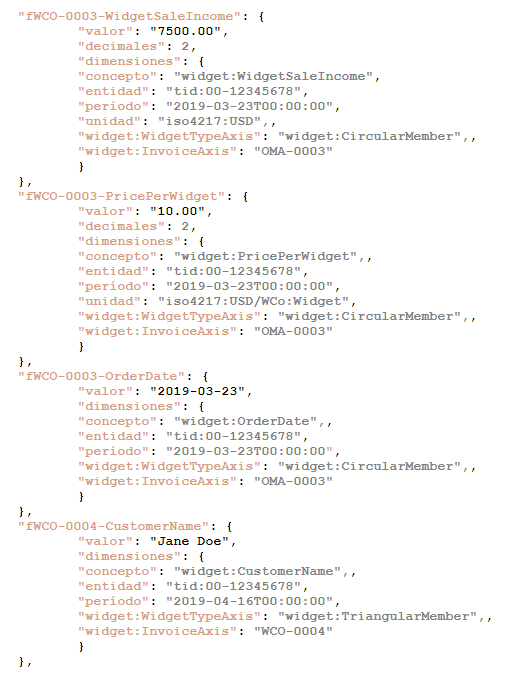 "fWCO-0003-WidgetSaleIncome": {
"valor": "7500.00",
"decimales": 2,
"dimensiones": {
"concepto": "widget:WidgetSaleIncome",
"entidad": "tid:00-12345678",
"período": "2019-03-23T00:00:00",
"unidad": "iso4217:USD",,
"widget:WidgetTypeAxis": "widget:CircularMember",,
"widget:InvoiceAxis": "OMA-0003"
}
},
"fWCO-0003-PricePerWidget": {
"valor": "10.00",
"decimales": 2,
"dimensiones": {
"concepto": "widget:PricePerWidget",,
"entidad": "tid:00-12345678",
"período": "2019-03-23T00:00:00",
"unidad": "iso4217:USD/WCo:Widget",
"widget:WidgetTypeAxis": "widget:CircularMember",,
"widget:InvoiceAxis": "OMA-0003"
}
},
"fWCO-0003-OrderDate": {
"valor": "2019-03-23",
"dimensiones": {
"concepto": "widget:OrderDate",,
"entidad": "tid:00-12345678",
"período": "2019-03-23T00:00:00",
"widget:WidgetTypeAxis": "widget:CircularMember",,
"widget:InvoiceAxis": "OMA-0003"
}
},
"fWCO-0004-CustomerName": {
"valor": "Jane Doe",
"dimensiones": {
"concepto": "widget:CustomerName",,
"entidad": "tid:00-12345678",
"período": "2019-04-16T00:00:00",
"widget:WidgetTypeAxis": "widget:TriangularMember",,
"widget:InvoiceAxis": "WCO-0004"
}
},